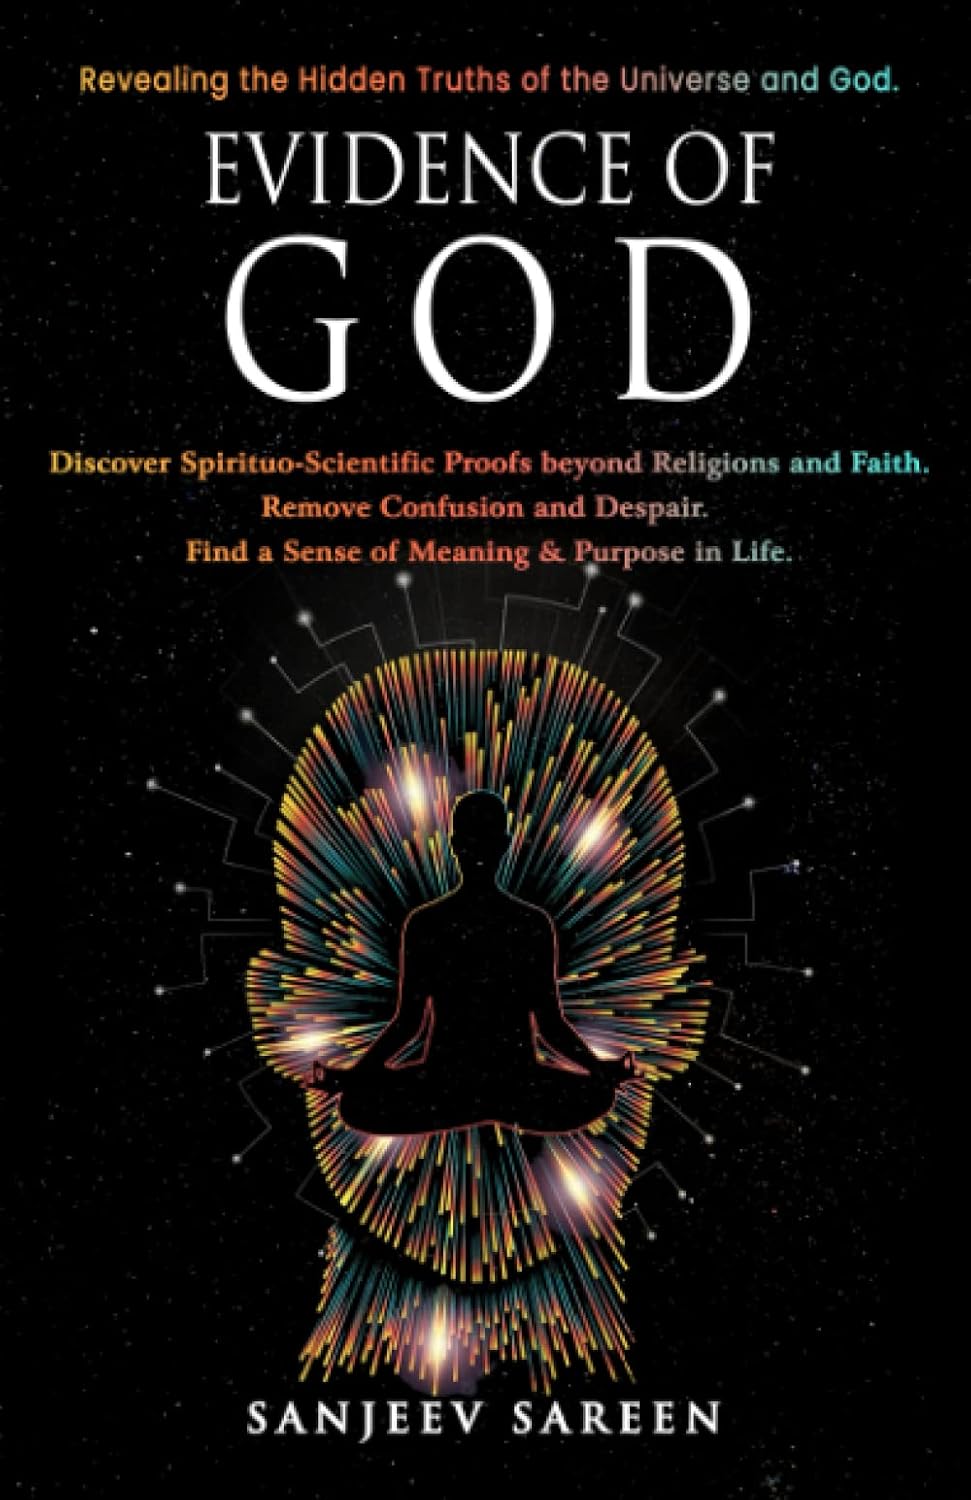 Revealing the Hidden Truths of the Universe and God.
EVIDENCE OF
GOD
Discover Spirituo-Scientific Proofs beyond Religions and Faith.
Remove Confusion and Despair.
Find a Sense of Meaning & Purpose in Life.
SANJEEV SAREEN